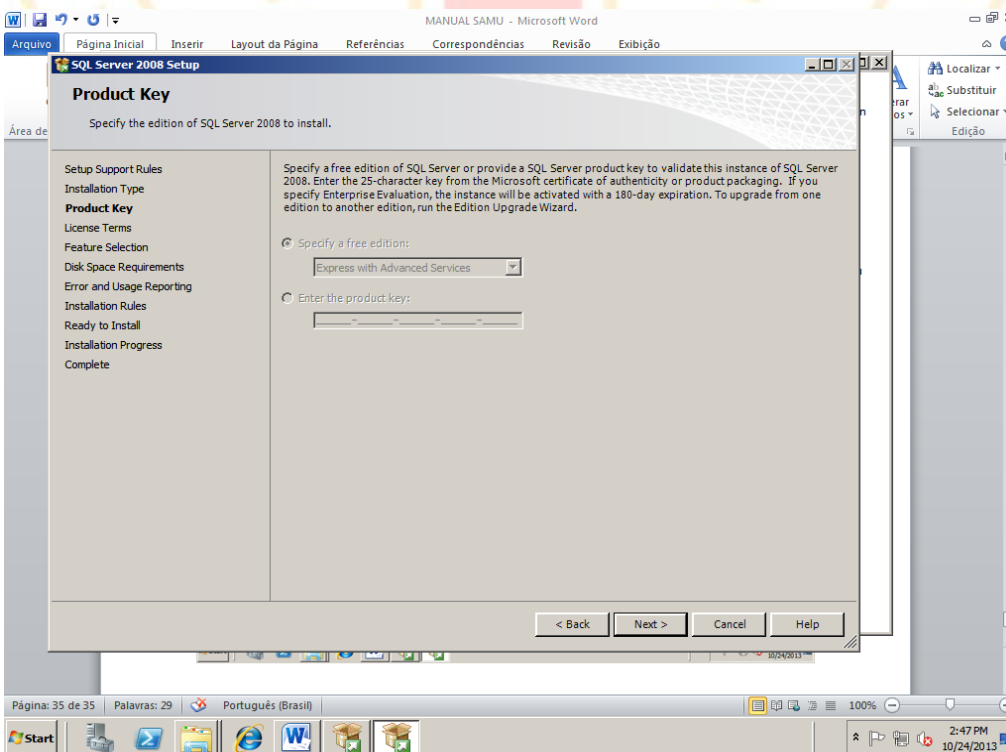 MANUAL SAMU - Microsoft Word
Arquivo Página Inicial Inserir Layout da Página Referências Correspondências Revisão Exibição
SQL Server 2008 Setup
Product Key
Specify the edition of SQL Server 2008 to install.
Localizar
Substituir
Selecionar
Área de
Edição
Setup Support Rules
Installation Type
Product Key
License Terms
Feature Selection
Disk Space Requirements
Error and Usage Reporting
Installation Rules
Ready to Install
Installation Progress
Complete
Specify a free edition of SQL Server or provide a SQL Server product key to validate this instance of SQL Server
2008. Enter the 25-character key from the Microsoft certificate of authenticity or product packaging. If you
specify Enterprise Evaluation, the instance will be activated with a 180-day expiration. To upgrade from one
edition to another edition, run the Edition Upgrade Wizard.
Specify a free edition:
Express with Advanced Services
Enter the product key:
_____-_____-_____-_____-_____
< Back Next > Cancel Help
10/24/2013
Página: 35 de 35 Palavras: 29 Português (Brasil) 100%
Start
2:47 PM
10/24/2013